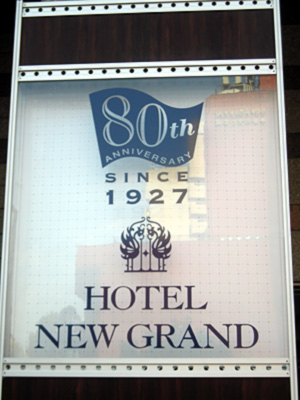 80th
ANNIVERSARY
SINCE
1927
HOTEL
NEW GRAND